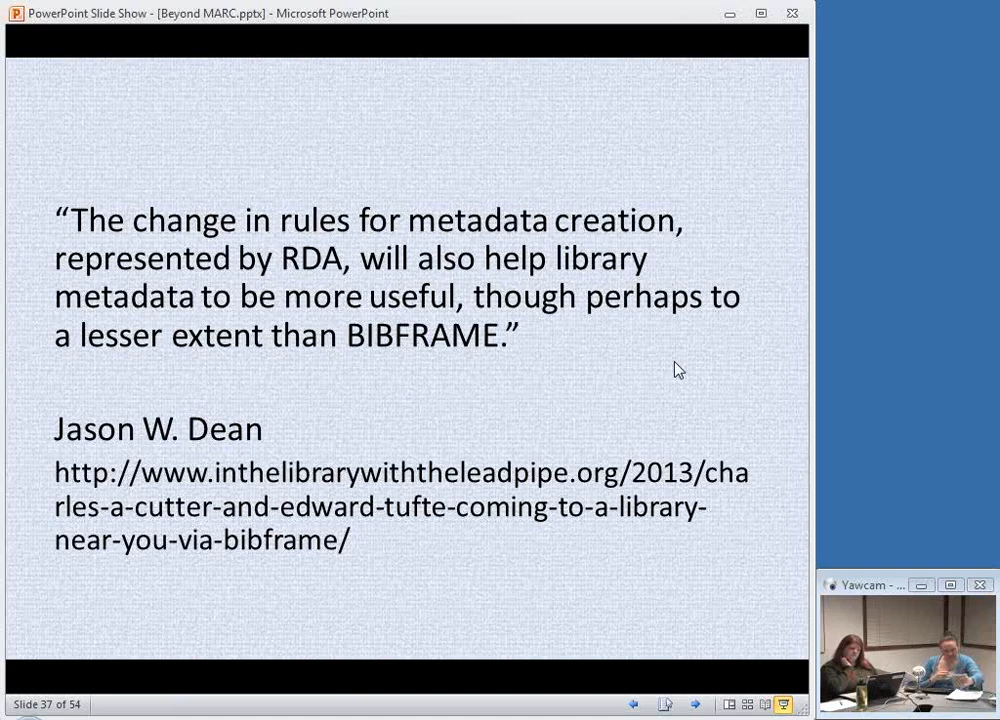 PowerPoint Slide Show - [Beyond MARC.pptx] - Microsoft PowerPoint
“The change in rules for metadata creation,
represented by RDA, will also help library
metadata to be more useful, though perhaps to
a lesser extent than BIBFRAME.”
Jason W. Dean
http://www.inthelibrarywiththeleadpipe.org/2013/cha
rles-a-cutter-and-edward-tufte-coming-to-a-library-
near-you-via-bibframe/
Yawcam - ...
Slide 37 of 54